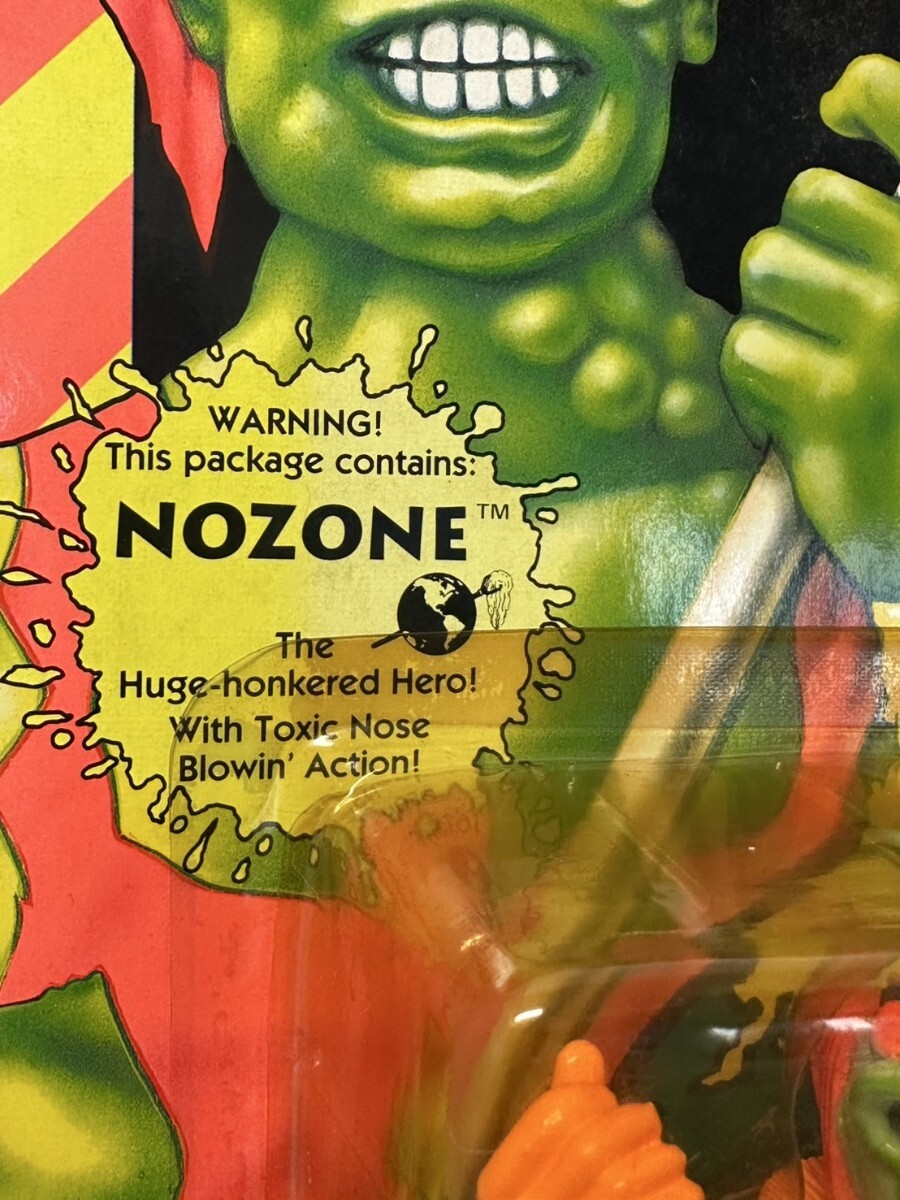 WARNING!
This package contains:
NOZONE™
The
Huge-honkered Hero!
With Toxic Nose
Blowin' Action!